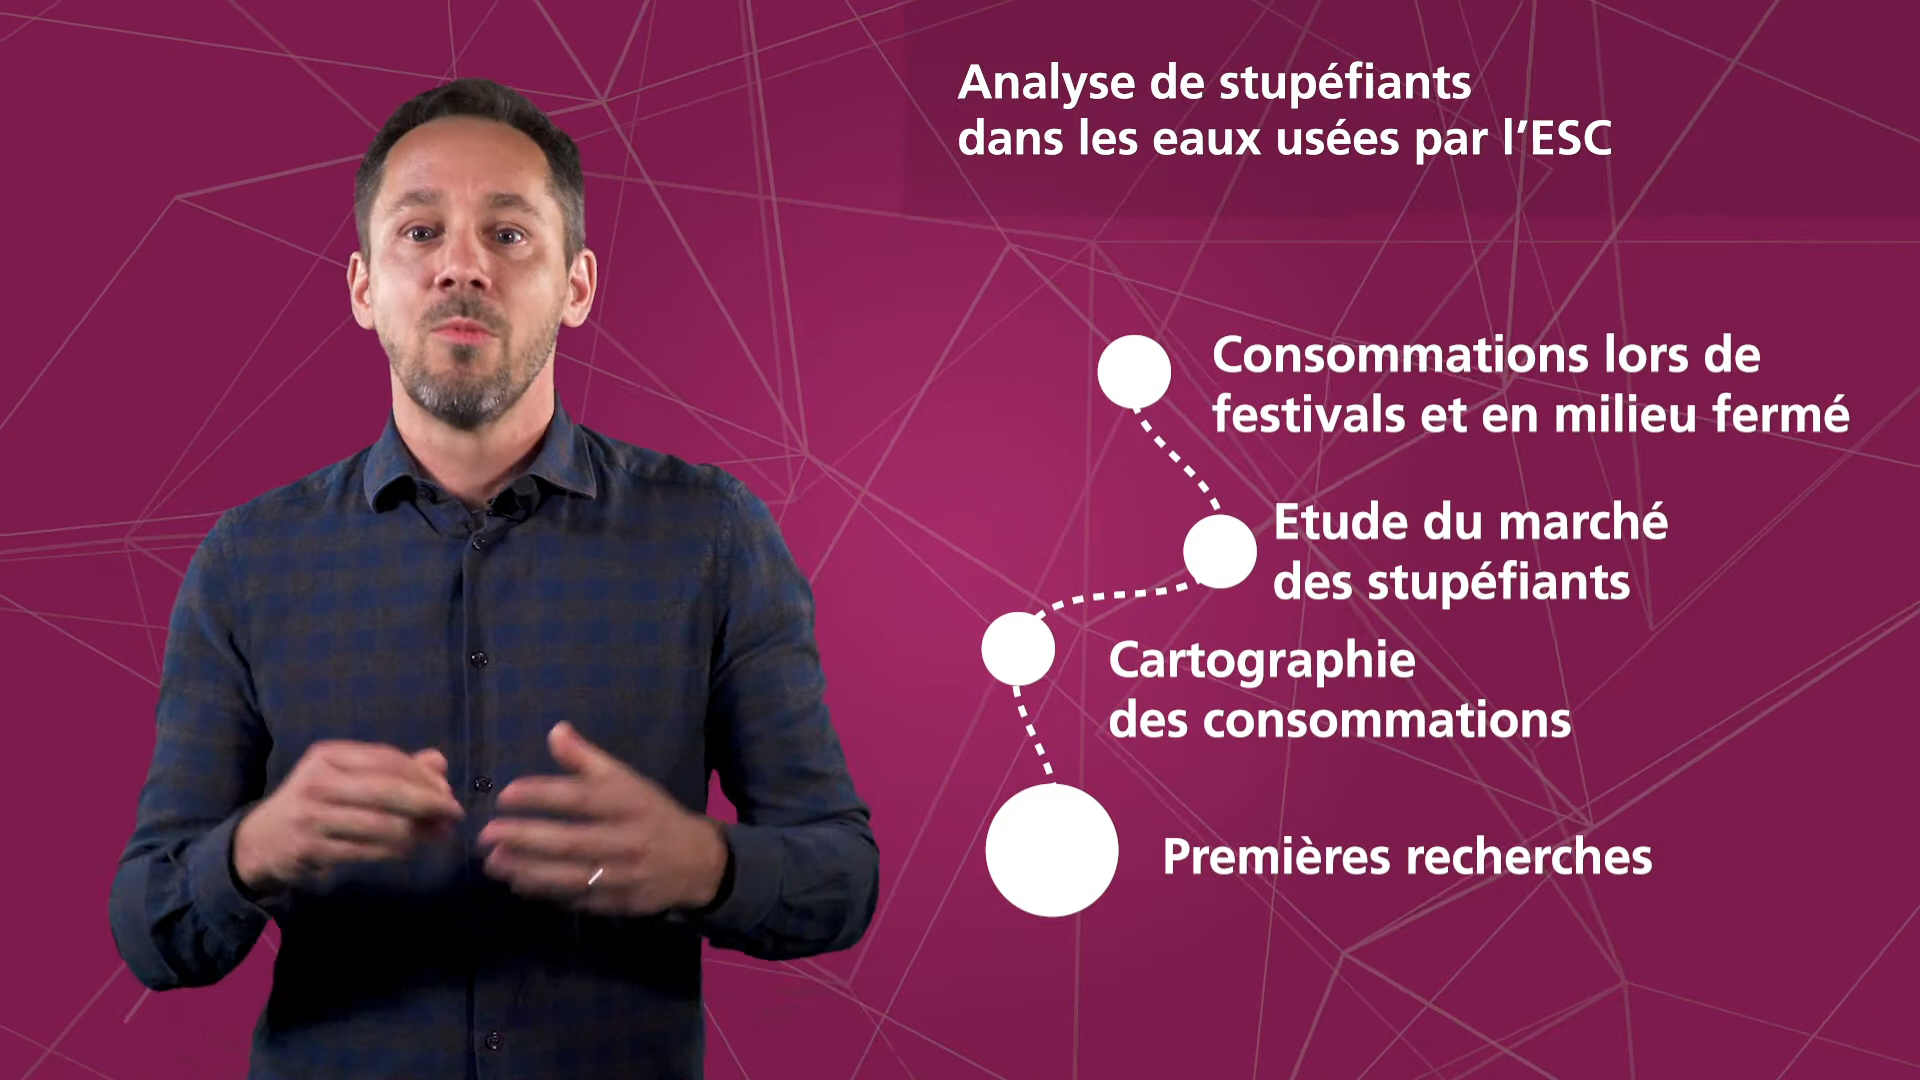 Analyse de stupéfiants
dans les eaux usées par l’ESC
Consommations lors de
festivals et en milieu fermé
Etude du marché
des stupéfiants
Cartographie
des consommations
Premières recherches